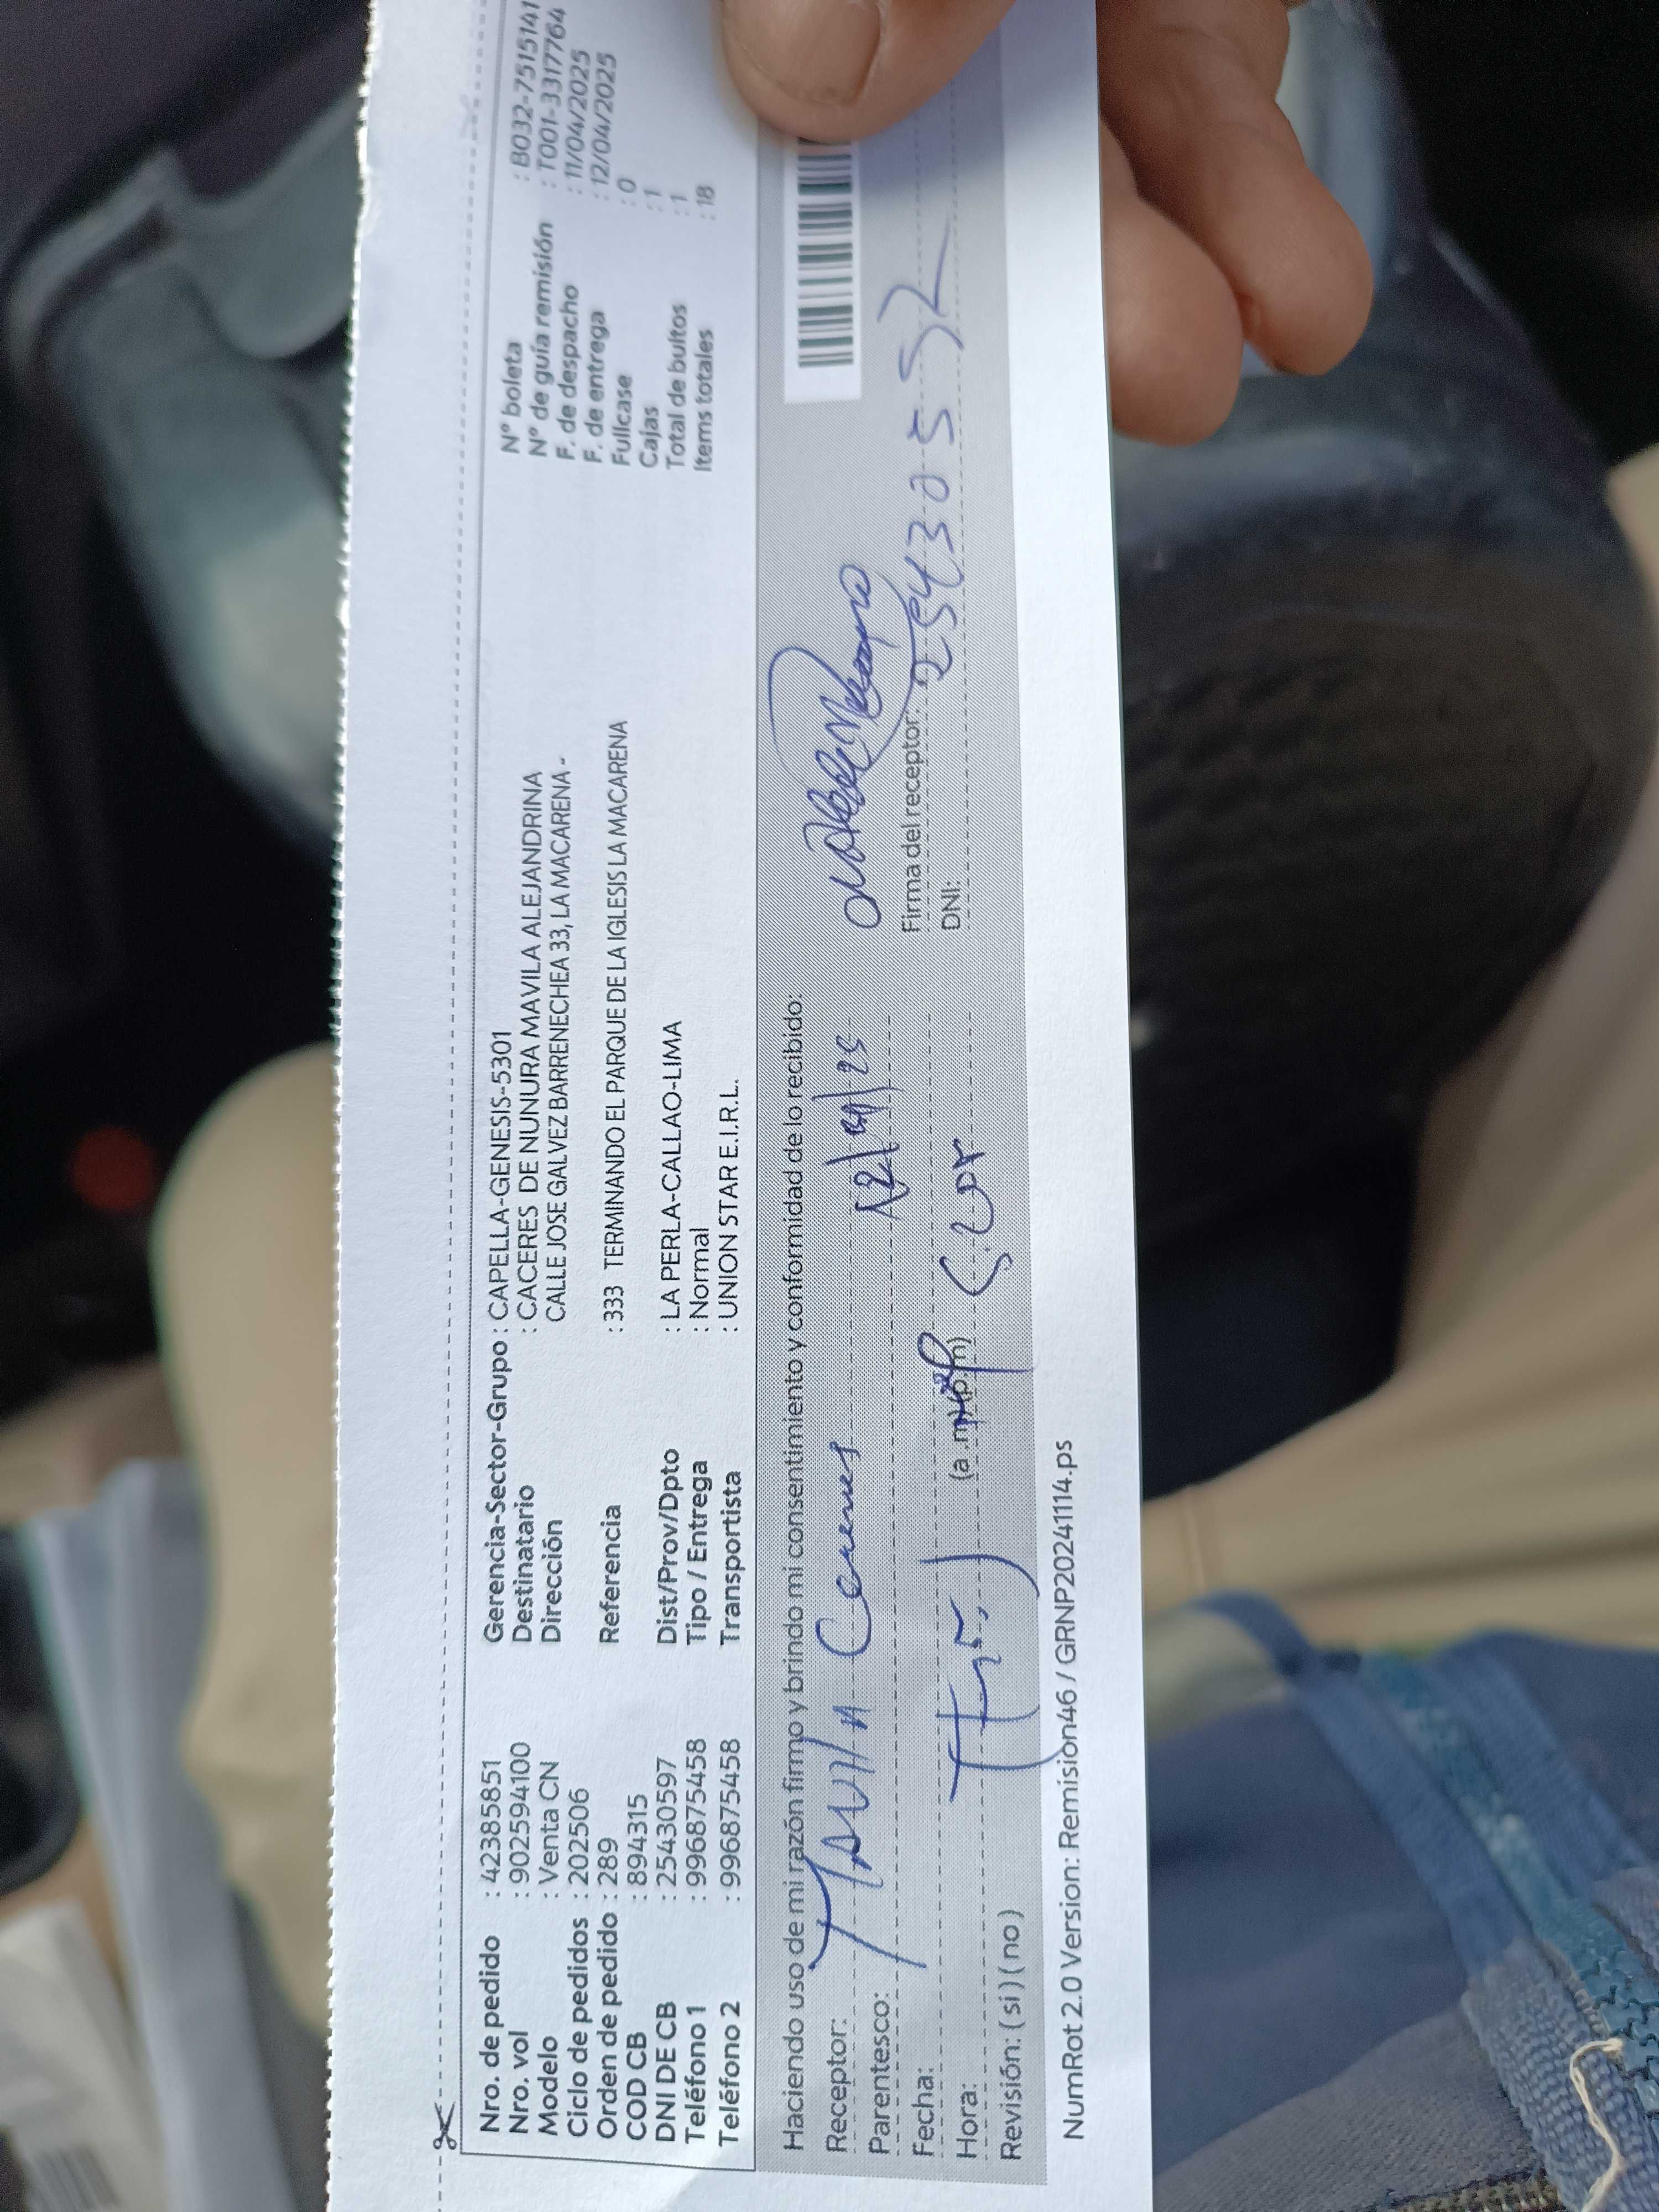 Nro. de pedido : 42385851
Nro. vol : 902594100
Modelo : Venta CN
Ciclo de pedidos : 202506
Orden de pedido : 289
COD CB : 894315
DNI DE CB : 25430597
Teléfono 1 : 996875458
Teléfono 2 : 996875458
Gerencia-Sector-Grupo : CAPELLA-GENESIS-5301
Destinatario : CACERES DE NUNURA MAVILA ALEJANDRINA
Dirección CALLE JOSE GALVEZ BARRENECHEA 33, LA MACARENA -
Referencia : 333 TERMINANDO EL PARQUE DE LA IGLESIS LA MACARENA
Dist/Prov/Dpto : LA PERLA-CALLAO-LIMA
Tipo / Entrega : Normal
Transportista : UNION STAR E.I.R.L.
N° boleta : B032-7515141
N° de guía remisión : T001-3317764
F. de despacho : 11/04/2025
F. de entrega : 12/04/2025
Fullcase : 0
Cajas : 1
Total de bultos : 1
Items totales : 18
Haciendo uso de mi razón firmo y brindo mi consentimiento y conformidad de lo recibido.
Receptor:
Parentesco:
Fecha:
Hora: (a .m) (p.m)
Revisión: ( si ) ( no )
Firma del receptor:
DNI:
NumRot 2.0 Version: Remision46 / GRNP20241114.ps